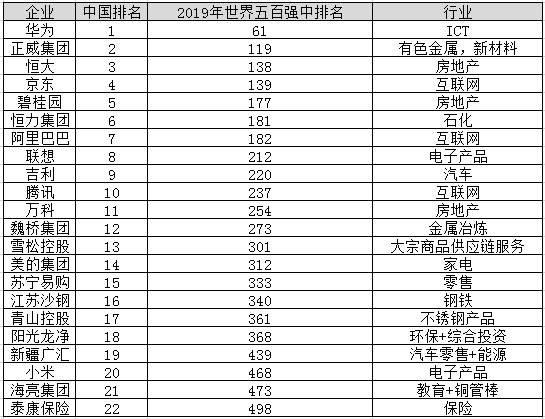 企业 中国排名 2019年世界五百强中排名 行业
华为 1 61 ICT
正威集团 2 119 有色金属，新材料
恒大 3 138 房地产
京东 4 139 互联网
碧桂园 5 177 房地产
恒力集团 6 181 石化
阿里巴巴 7 182 互联网
联想 8 212 电子产品
吉利 9 220 汽车
腾讯 10 237 互联网
万科 11 254 房地产
魏桥集团 12 273 金属冶炼
雪松控股 13 301 大宗商品供应链服务
美的集团 14 312 家电
苏宁易购 15 333 零售
江苏沙钢 16 340 钢铁
青山控股 17 361 不锈钢产品
阳光龙净 18 368 环保+综合投资
新疆广汇 19 439 汽车零售+能源
小米 20 468 电子产品
海亮集团 21 473 教育+铜管棒
泰康保险 22 498 保险